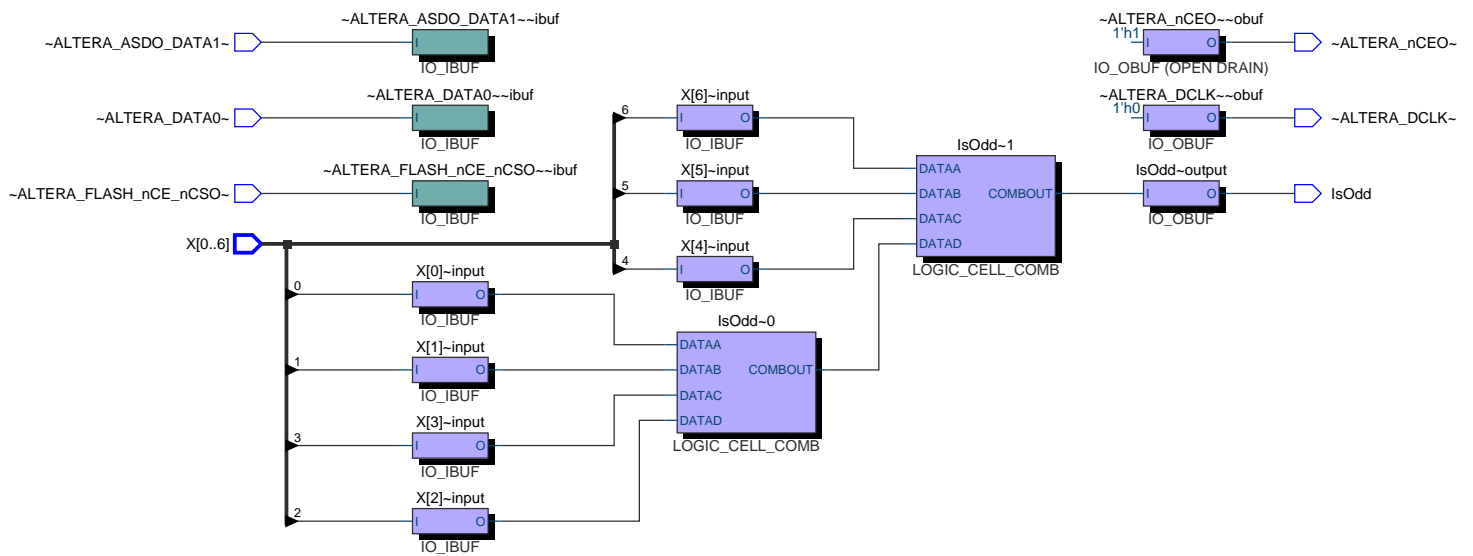 ~ALTERA_ASDO_DATA1~
~ALTERA_ASDO_DATA1~~ibuf
I
IO_IBUF
~ALTERA_nCEO~~obuf
1'h1
I
O
IO_OBUF (OPEN DRAIN)
~ALTERA_nCEO~
~ALTERA_DATA0~
~ALTERA_DATA0~~ibuf
I
IO_IBUF
~ALTERA_DCLK~~obuf
1'h0
I
O
IO_OBUF
~ALTERA_DCLK~
~ALTERA_FLASH_nCE_nCSO~
~ALTERA_FLASH_nCE_nCSO~~ibuf
I
IO_IBUF
X[0..6]
6
X[6]~input
I
O
IO_IBUF
5
X[5]~input
I
O
IO_IBUF
4
X[4]~input
I
O
IO_IBUF
IsOdd~1
DATAA
DATAB
DATAC
DATAD
COMBOUT
LOGIC_CELL_COMB
IsOdd~output
I
O
IO_OBUF
IsOdd
0
X[0]~input
I
O
IO_IBUF
1
X[1]~input
I
O
IO_IBUF
3
X[3]~input
I
O
IO_IBUF
2
X[2]~input
I
O
IO_IBUF
IsOdd~0
DATAA
DATAB
DATAC
DATAD
COMBOUT
LOGIC_CELL_COMB